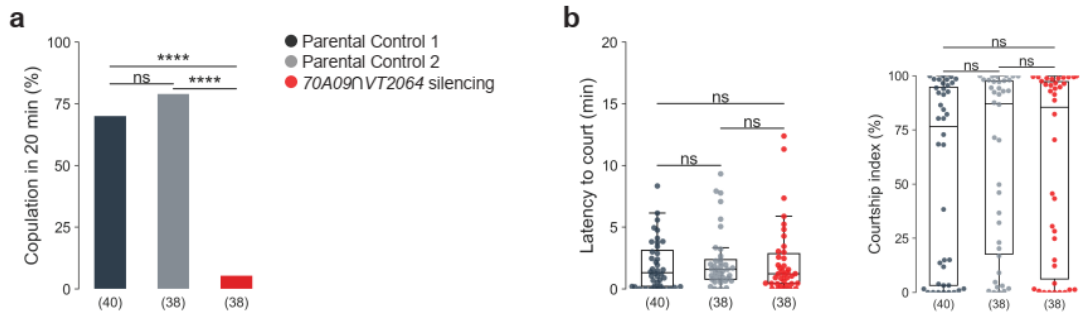 a
Copulation in 20 min (%)
100
75
50
25
0
****
ns
****
(40)
(38)
(38)
Parental Control 1
Parental Control 2
70A09∩VT2064 silencing
b
Latency to court (min)
20
15
10
5
0
ns
ns
ns
(40)
(38)
(38)
Courtship index (%)
100
75
50
25
0
ns
ns
ns
(40)
(38)
(38)